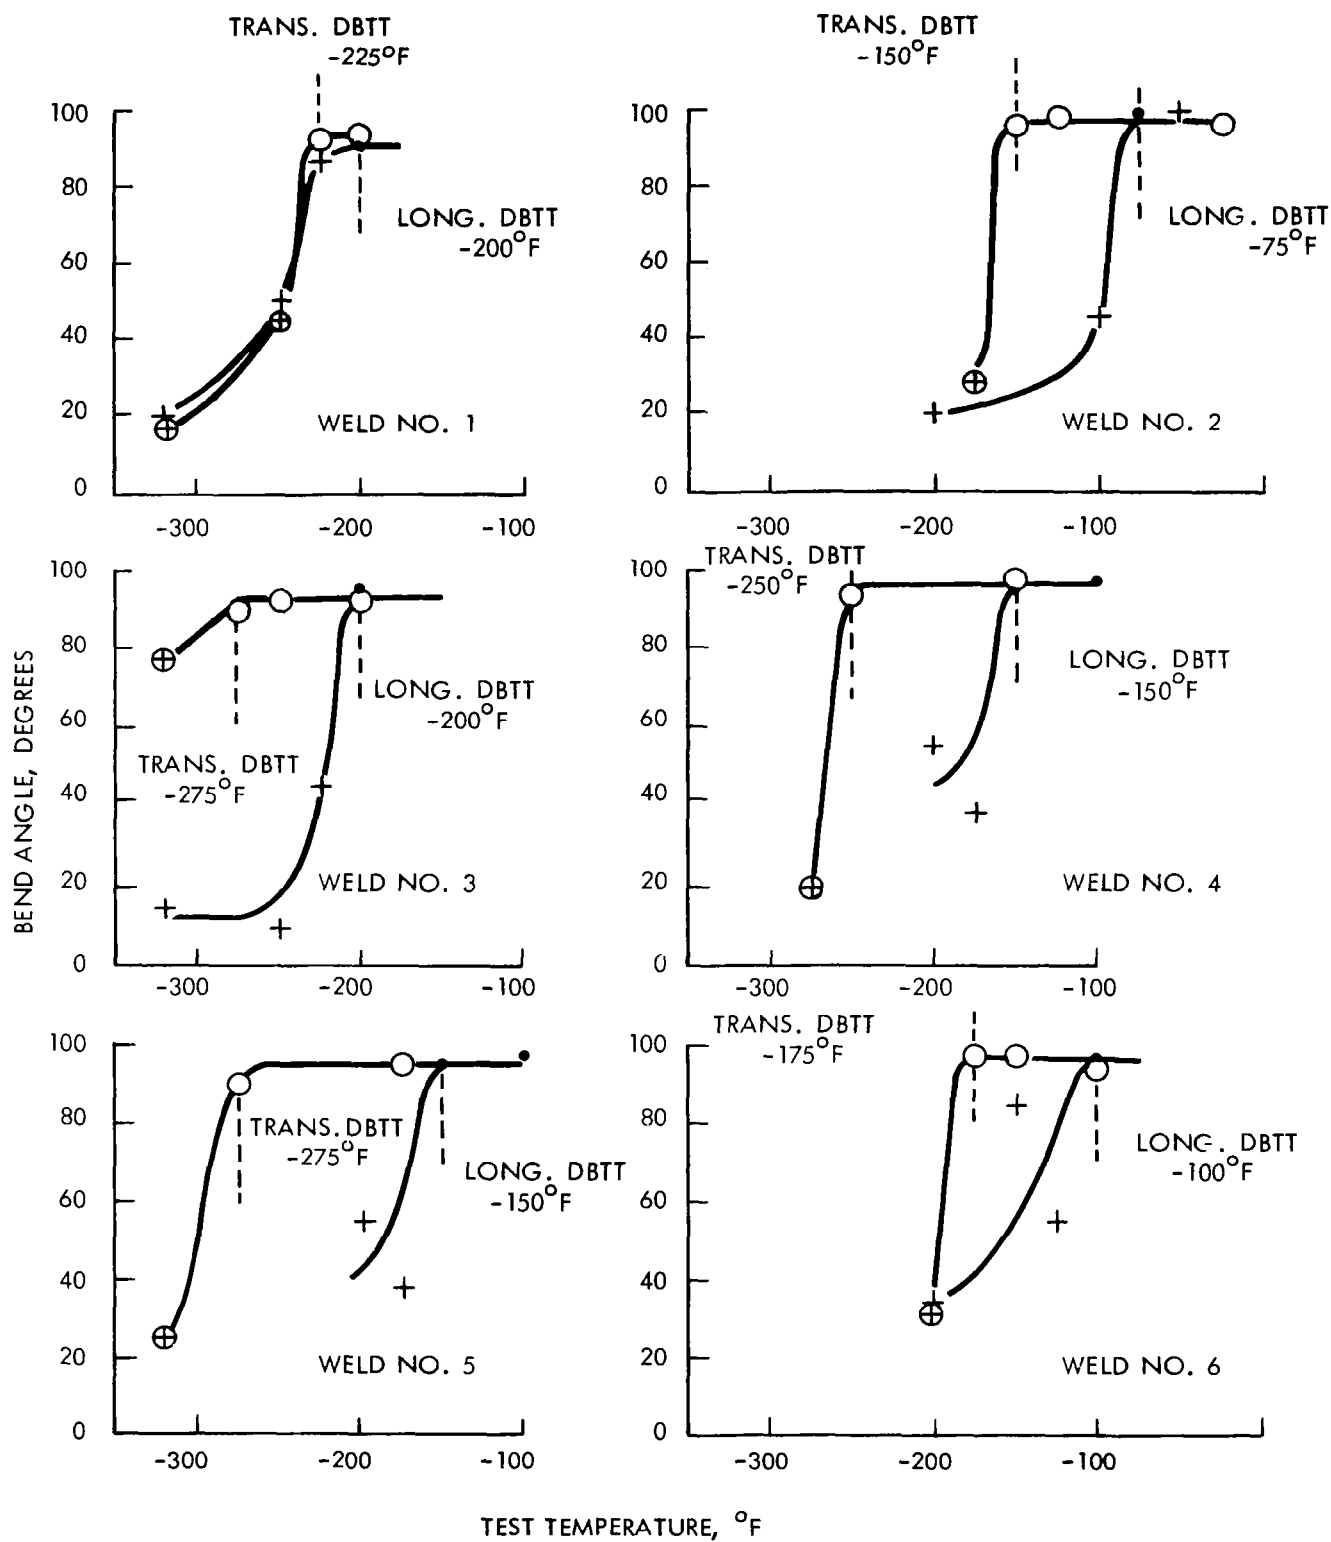 TRANS. DBTT
-225°F
100
80
60
40
20
0
LONG. DBTT
-200°F
WELD NO. 1
-300 -200 -100
TRANS. DBTT
-150°F
100
80
60
40
20
0
LONG. DBTT
-75°F
WELD NO. 2
-300 -200 -100
100
80
60
40
20
0
LONG. DBTT
-200°F
TRANS. DBTT
-275°F
WELD NO. 3
-300 -200 -100
TRANS. DBTT
-250°F
100
80
60
40
20
0
LONG. DBTT
-150°F
WELD NO. 4
-300 -200 -100
100
80
60
40
20
0
TRANS. DBTT
-275°F
LONG. DBTT
-150°F
WELD NO. 5
-300 -200 -100
TRANS. DBTT
-175°F
100
80
60
40
20
0
LONG. DBTT
-100°F
WELD NO. 6
-300 -200 -100
BEND ANGLE, DEGREES
TEST TEMPERATURE, °F